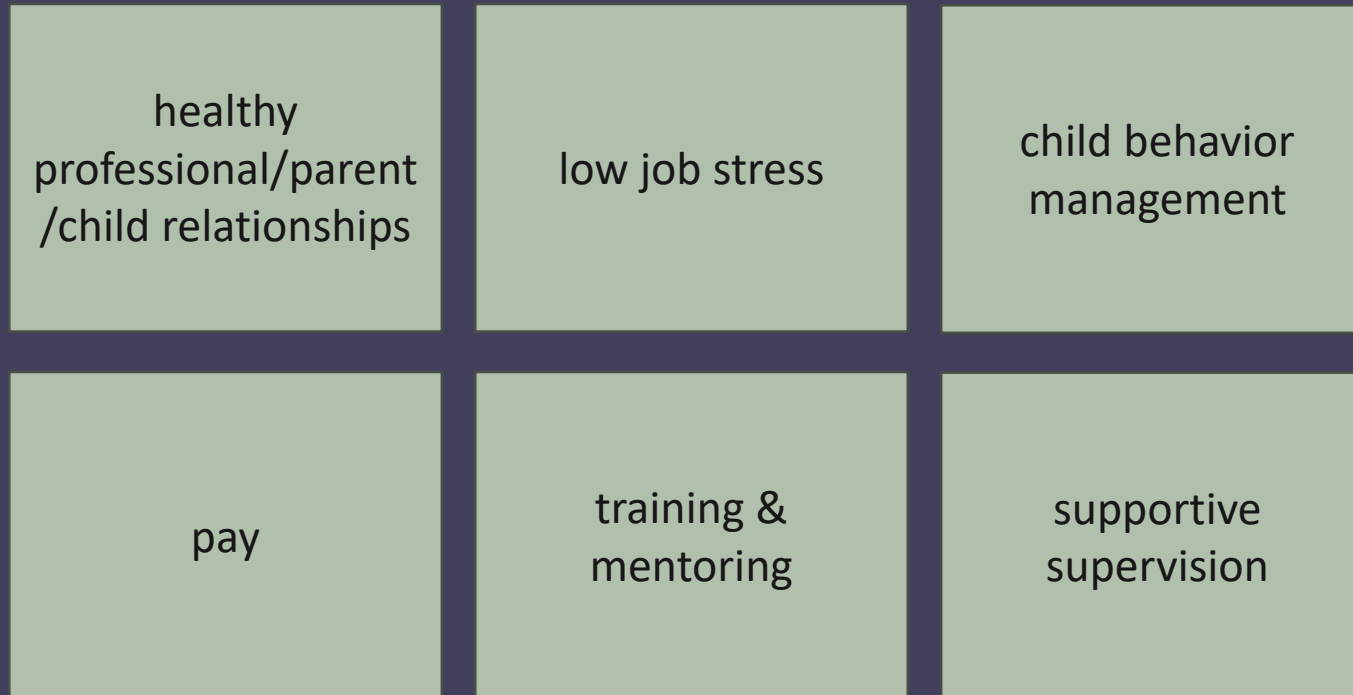 healthy
professional/parent
/child relationships
low job stress
child behavior
management
pay
training &
mentoring
supportive
supervision